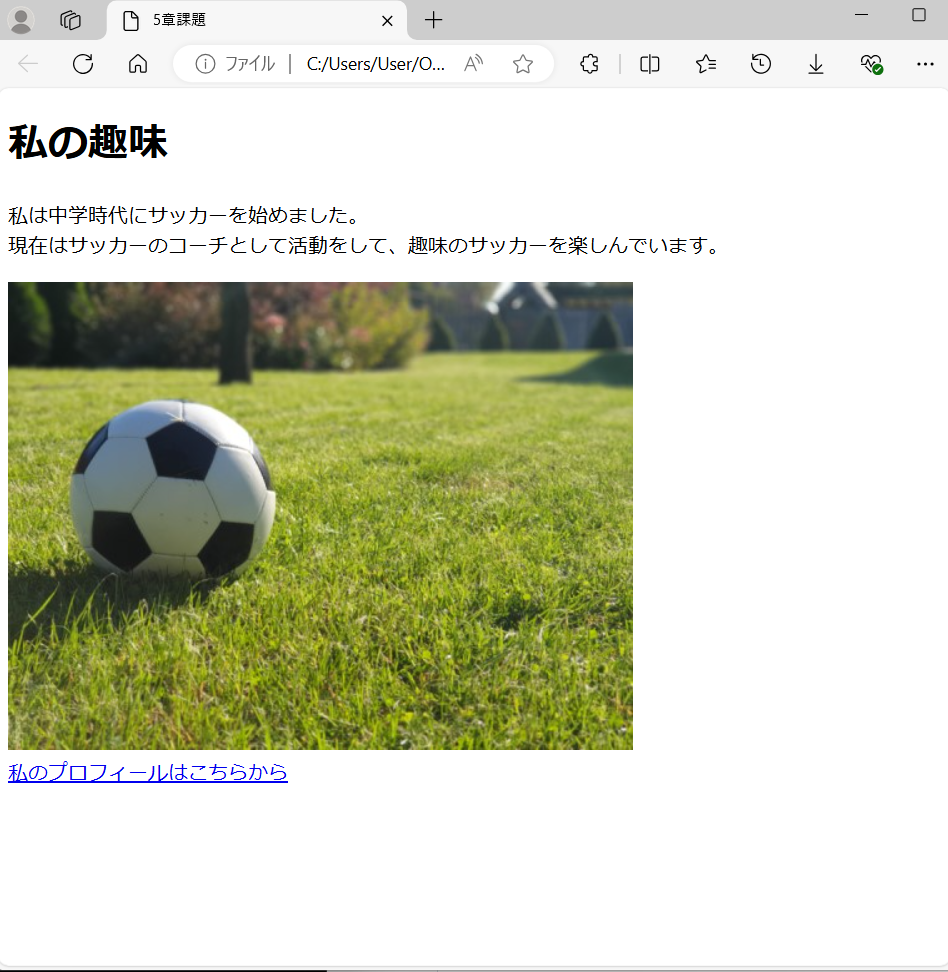 5章課題
ファイル
C:/Users/User/O...
私の趣味
私は中学時代にサッカーを始めました。
現在はサッカーのコーチとして活動をして、趣味のサッカーを楽しんでいます。
私のプロフィールはこちらから